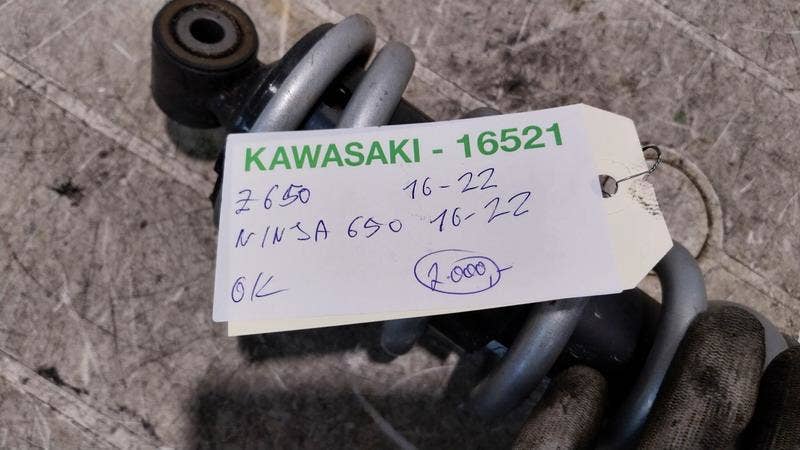 KAWASAKI - 16521
Z650 16-22
NINJA 650 16-22
OK 2.000,-